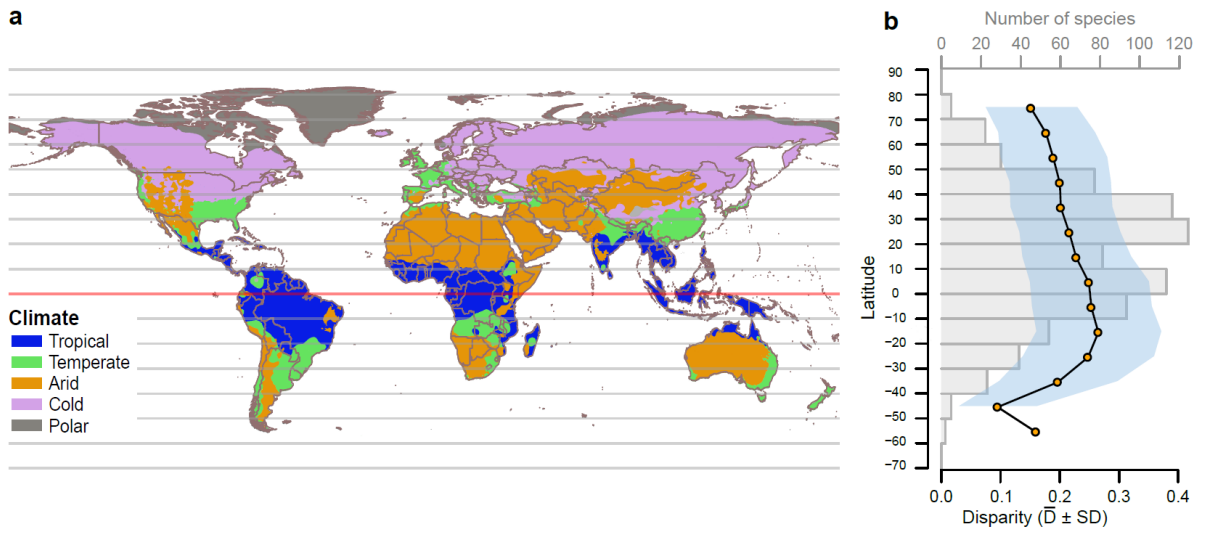 a
b
Number of species
0 20 40 60 80 100 120
90
80
70
60
50
40
30
20
10
0
−10
−20
−30
−40
−50
−60
−70
Latitude
Climate
Tropical
Temperate
Arid
Cold
Polar
0.0 0.1 0.2 0.3 0.4
Disparity (D̅ ± SD)